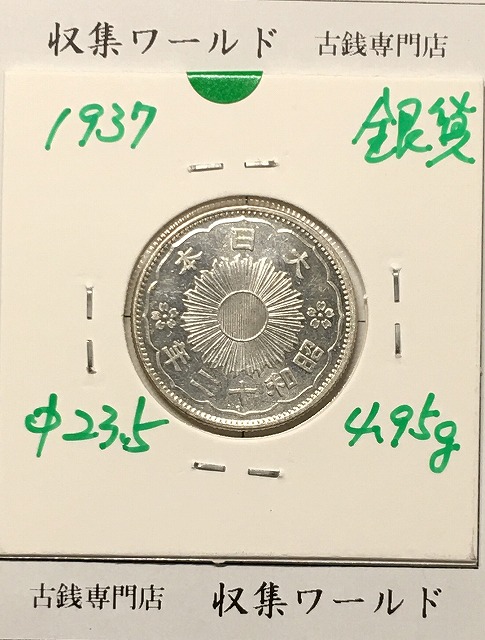 収集ワールド 古銭専門店
1937 銀貨
大日本
昭和十二年
φ23.5 4.95g
古銭専門店 収集ワールド